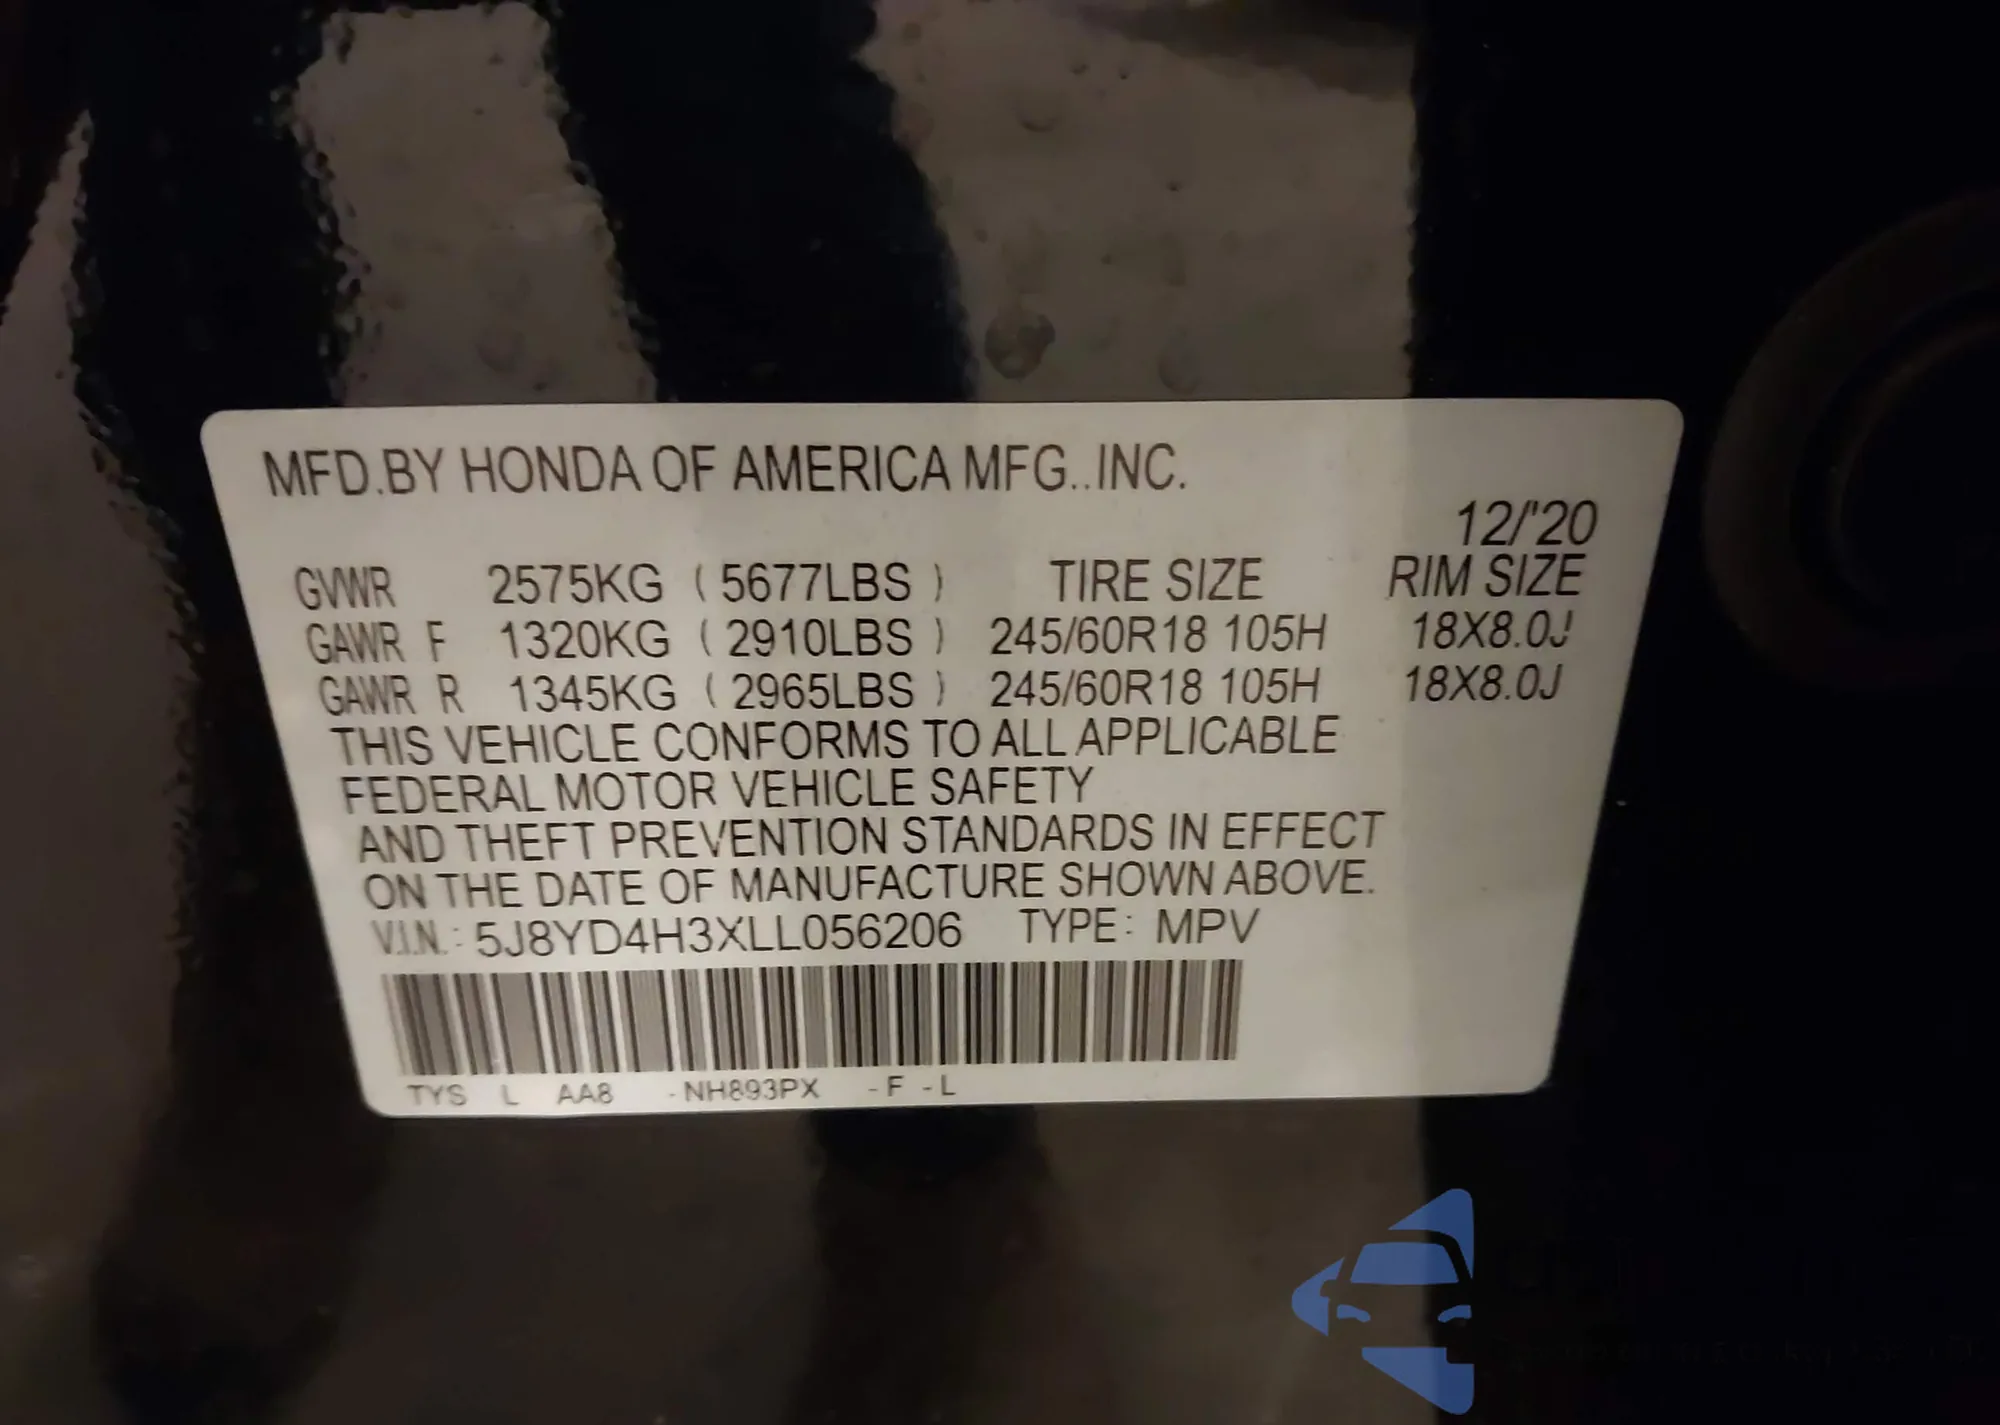 MFD.BY HONDA OF AMERICA MFG.,INC.
12/'20
GVWR 2575KG ( 5677LBS ) TIRE SIZE RIM SIZE
GAWR F 1320KG ( 2910LBS ) 245/60R18 105H 18X8.0J
GAWR R 1345KG ( 2965LBS ) 245/60R18 105H 18X8.0J
THIS VEHICLE CONFORMS TO ALL APPLICABLE
FEDERAL MOTOR VEHICLE SAFETY
AND THEFT PREVENTION STANDARDS IN EFFECT
ON THE DATE OF MANUFACTURE SHOWN ABOVE.
V.I.N.: 5J8YD4H3XLL056206 TYPE: MPV
TYS L AA8 -NH893PX -F -L